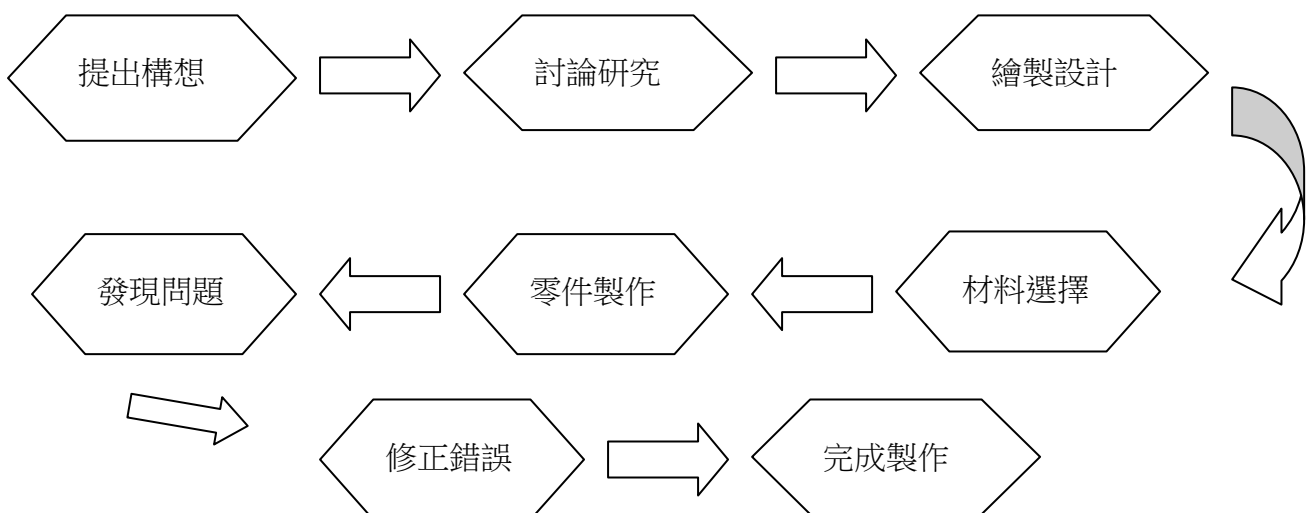 提出構想
討論研究
繪製設計
材料選擇
零件製作
發現問題
修正錯誤
完成製作